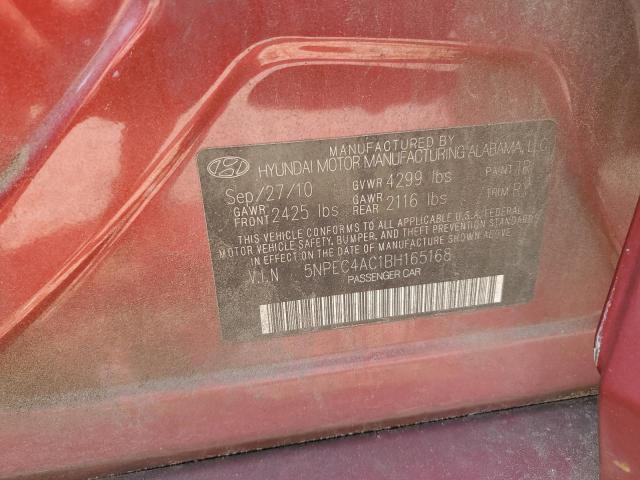 MANUFACTURED BY
HYUNDAI MOTOR MANUFACTURING ALABAMA, LLC
Sep/27/10 GVWR 4299 lbs PAINT TR
GAWR FRONT 2425 lbs GAWR REAR 2116 lbs TRIM RY
THIS VEHICLE CONFORMS TO ALL APPLICABLE U.S. FEDERAL
MOTOR VEHICLE SAFETY, BUMPER, AND THEFT PREVENTION STANDARDS
IN EFFECT ON THE DATE OF MANUFACTURE SHOWN ABOVE.
V.I.N 5NPEC4AC1BH165168
PASSENGER CAR